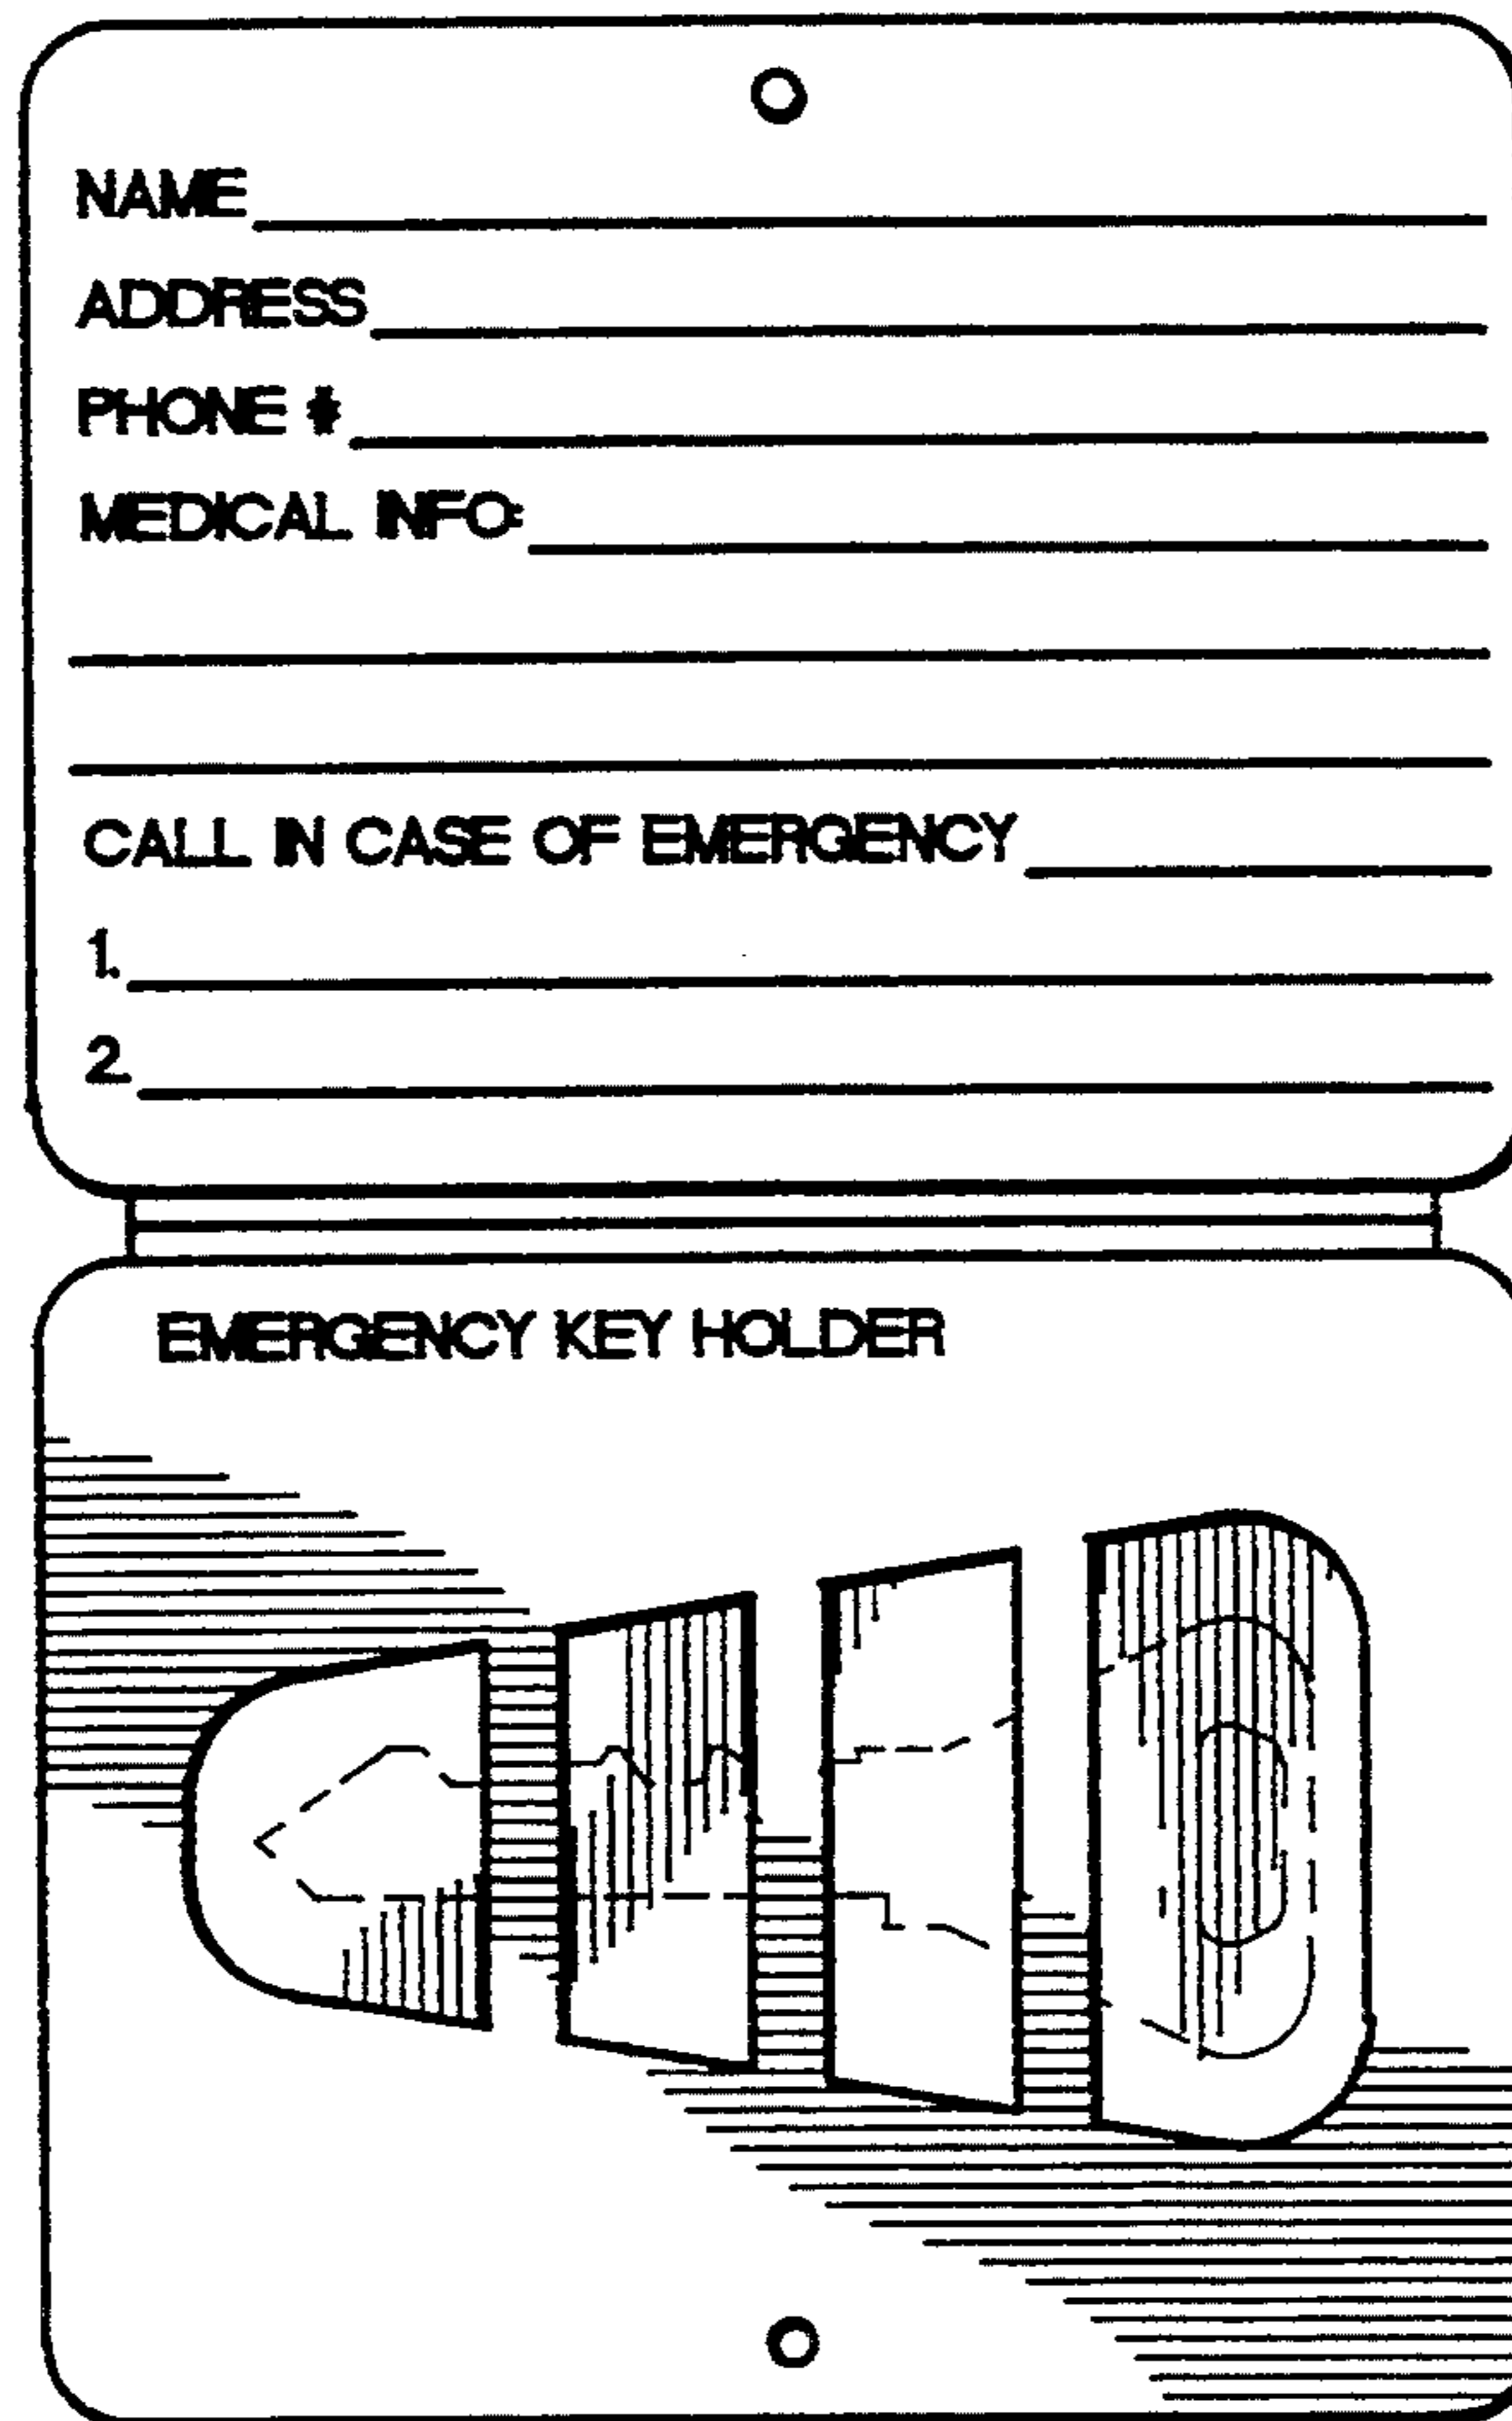 NAME
ADDRESS
PHONE #
MEDICAL INFO:
CALL IN CASE OF EMERGENCY
1.
2.
EMERGENCY KEY HOLDER